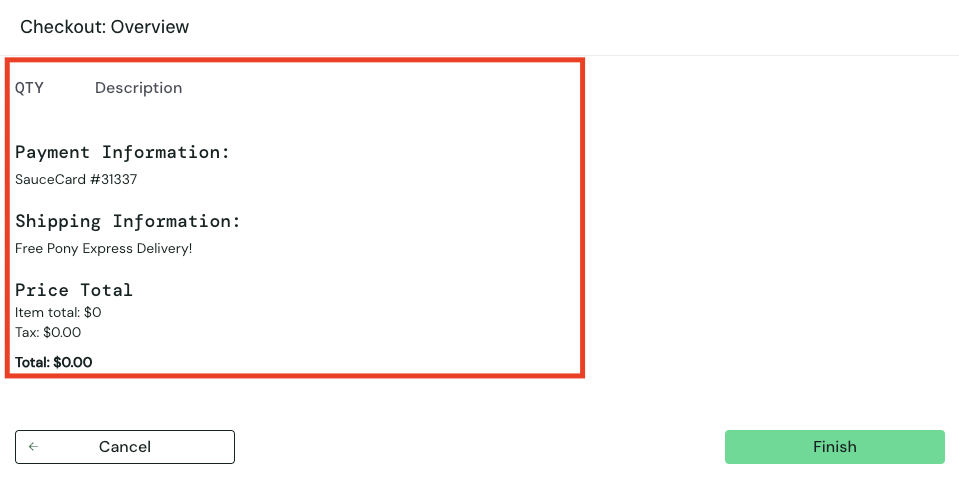 Checkout: Overview
QTY Description
Payment Information:
SauceCard #31337
Shipping Information:
Free Pony Express Delivery!
Price Total
Item total: $0
Tax: $0.00
Total: $0.00
← Cancel Finish